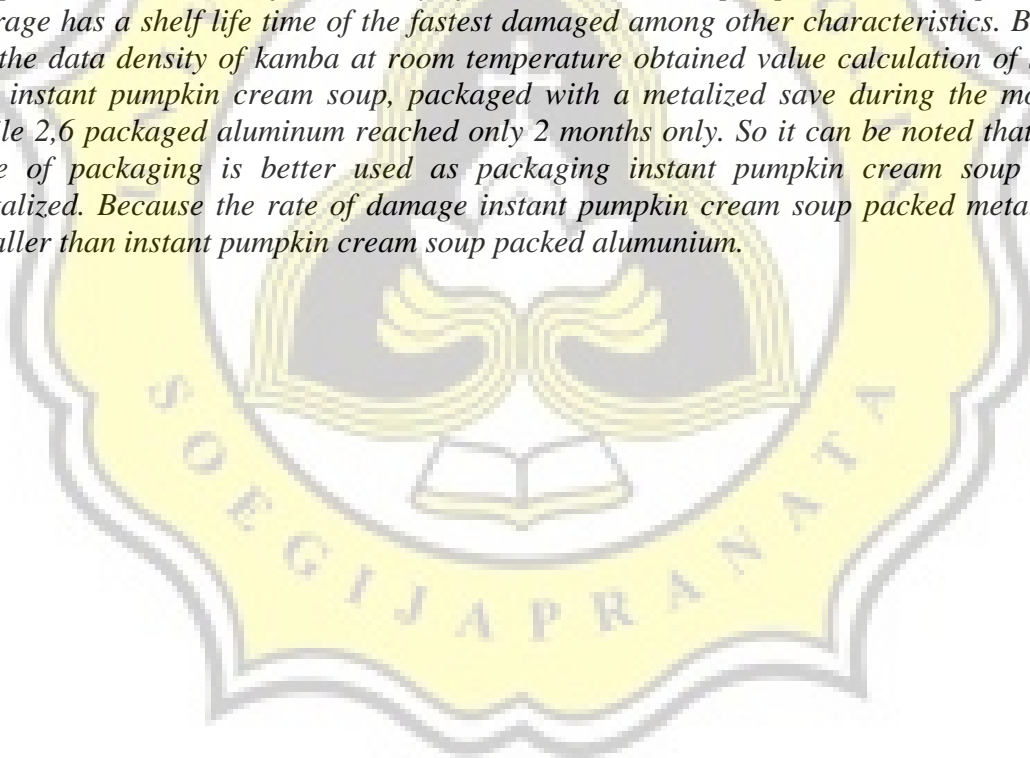 rage has a shelf life time of the fastest damaged among other characteristics. B
the data density of kamba at room temperature obtained value calculation of
instant pumpkin cream soup, packaged with a metalized save during the mo
le 2,6 packaged aluminum reached only 2 months only. So it can be noted that
e of packaging is better used as packaging instant pumpkin cream soup
talized. Because the rate of damage instant pumpkin cream soup packed meta
aller than instant pumpkin cream soup packed alumunium.
SOEGIJAPRANATA